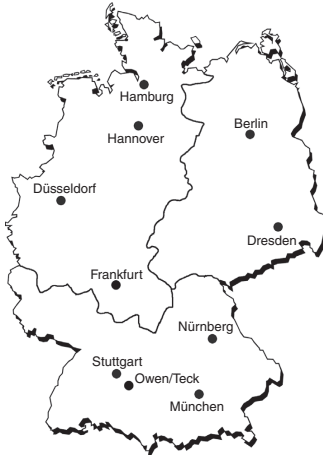 Hamburg
Hannover
Berlin
Düsseldorf
Dresden
Frankfurt
Nürnberg
Stuttgart
Owen/Teck
München